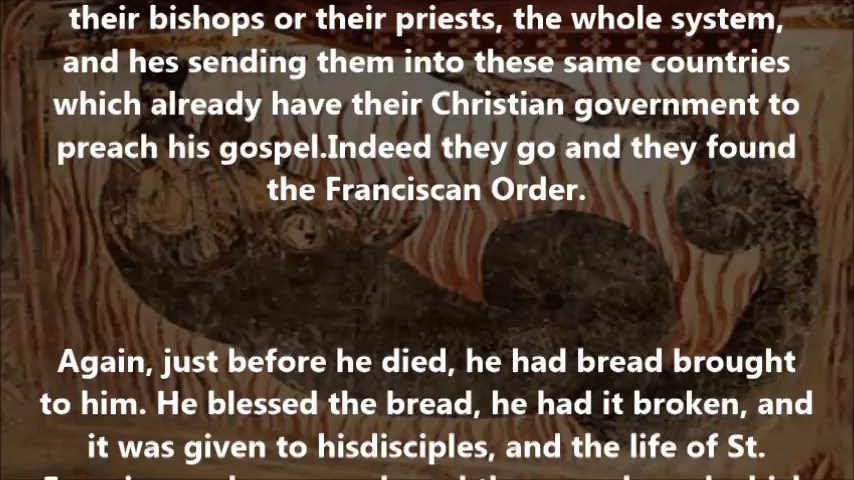 their bishops or their priests, the whole system,
and hes sending them into these same countries
which already have their Christian government to
preach his gospel.Indeed they go and they found
the Franciscan Order.
Again, just before he died, he had bread brought
to him. He blessed the bread, he had it broken, and
it was given to hisdisciples, and the life of St.